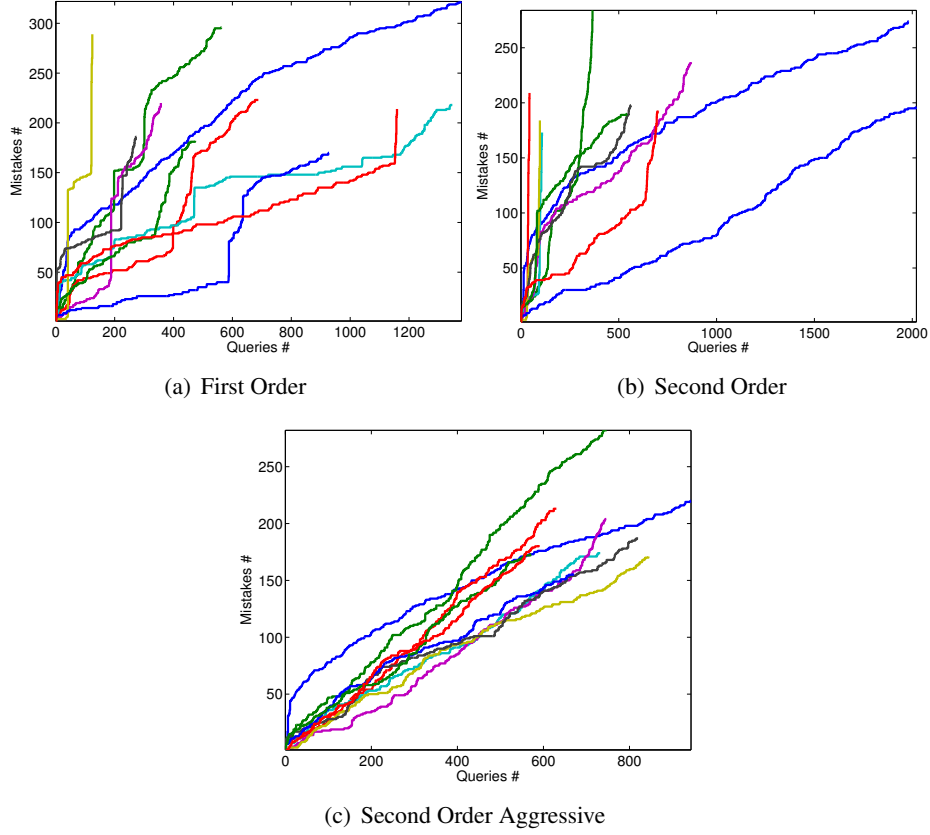 300
250
200
150
100
50
Mistakes #
0 200 400 600 800 1000 1200
Queries #
(a) First Order
250
200
150
100
50
Mistakes #
0 500 1000 1500 2000
Queries #
(b) Second Order
250
200
150
100
50
Mistakes #
0 200 400 600 800
Queries #
(c) Second Order Aggressive